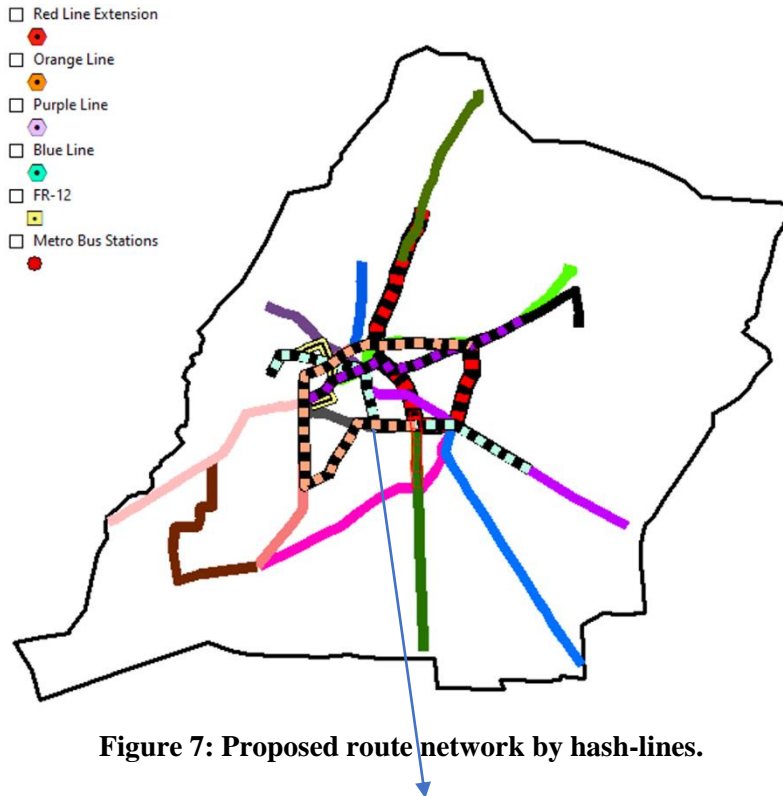 Red Line Extension
Orange Line
Purple Line
Blue Line
FR-12
Metro Bus Stations
Figure 7: Proposed route network by hash-lines.